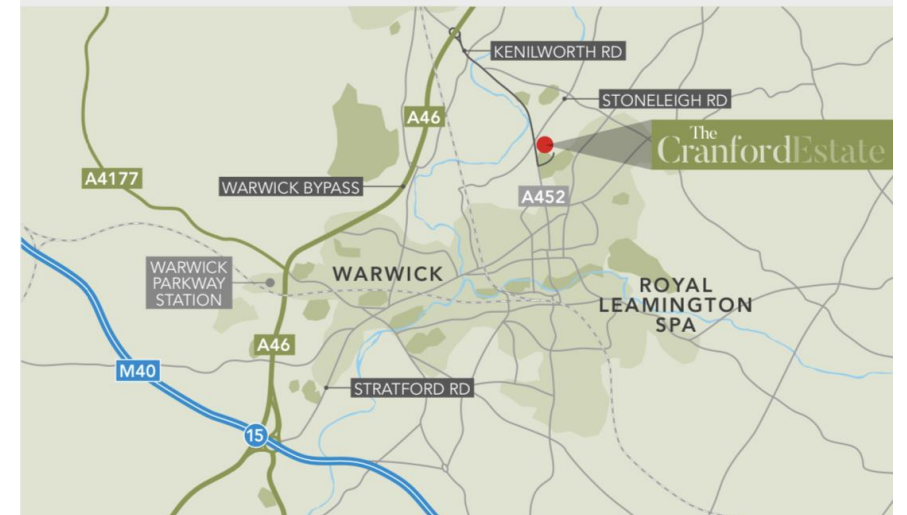 KENILWORTH RD
STONELEIGH RD
A46
The
CranfordEstate
A4177
WARWICK BYPASS
A452
WARWICK
PARKWAY
STATION
WARWICK
ROYAL
LEAMINGTON
SPA
A46
M40
STRATFORD RD
15